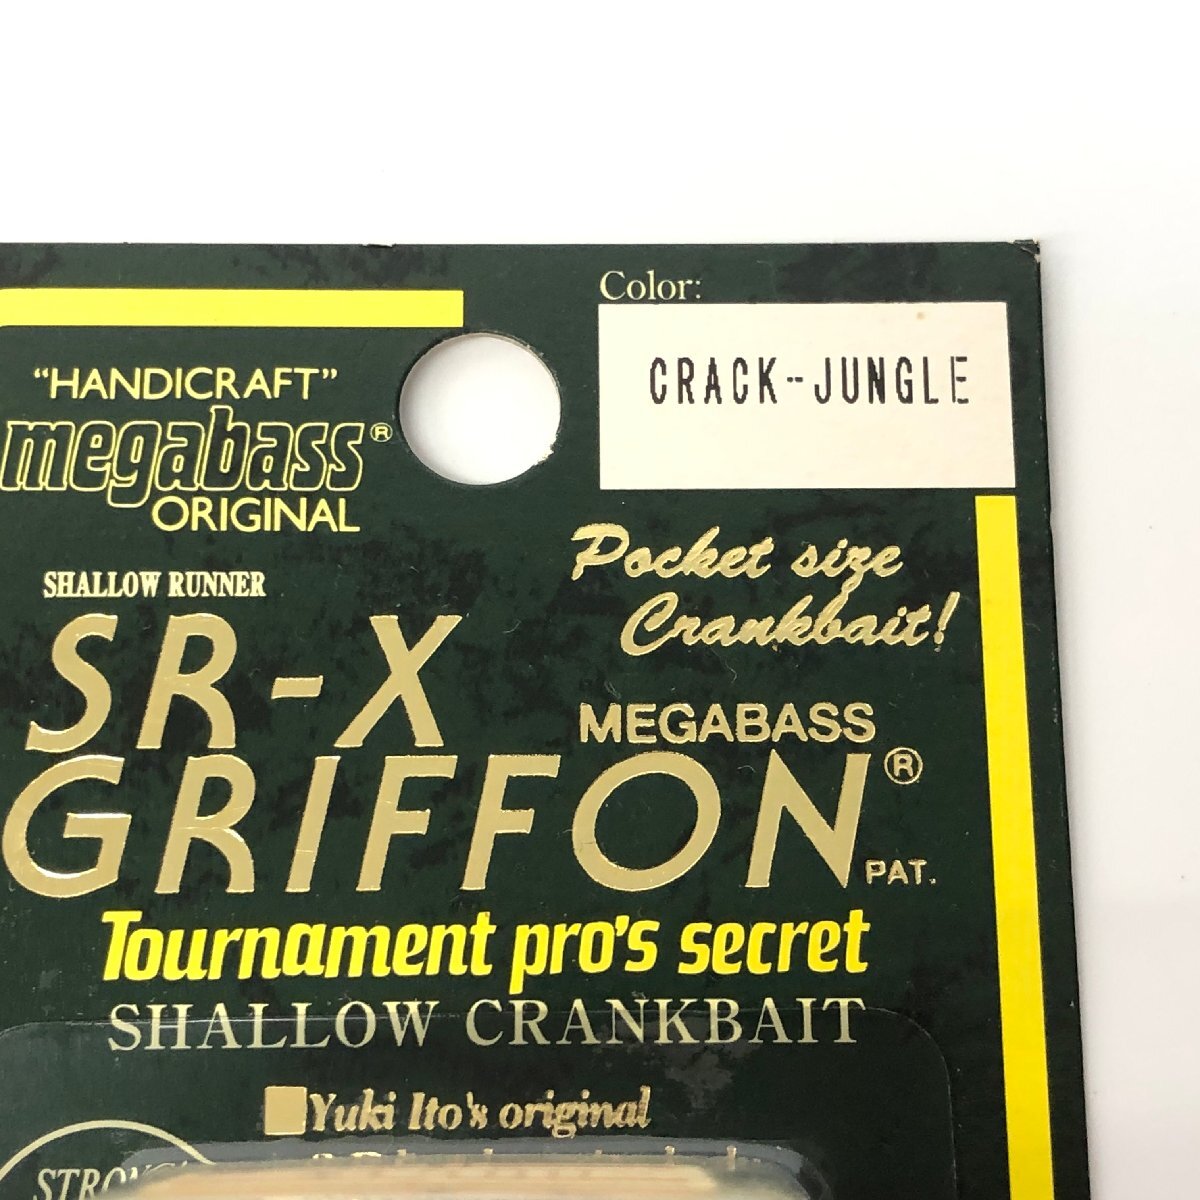 Color:
CRACK-JUNGLE
"HANDICRAFT"
megabass®
ORIGINAL
Pocket size
Crankbait!
SHALLOW RUNNER
SR-X
MEGABASS
GRIFFON®
PAT.
Tournament pro's secret
SHALLOW CRANKBAIT
Yuki Ito's original